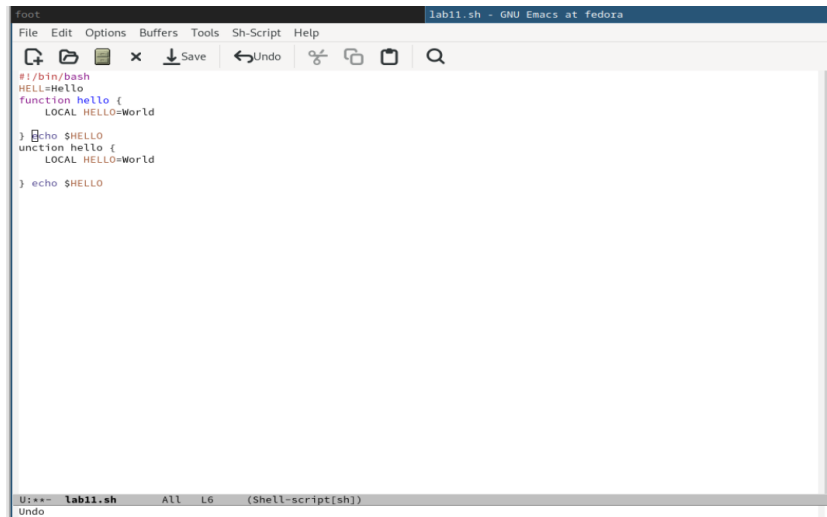 foot
lab11.sh - GNU Emacs at fedora
File Edit Options Buffers Tools Sh-Script Help
Save Undo
#!/bin/bash
HELL=Hello
function hello {
    LOCAL HELLO=World
} echo $HELLO
unction hello {
    LOCAL HELLO=World
} echo $HELLO
U:**- lab11.sh All L6 (Shell-script[sh])
Undo